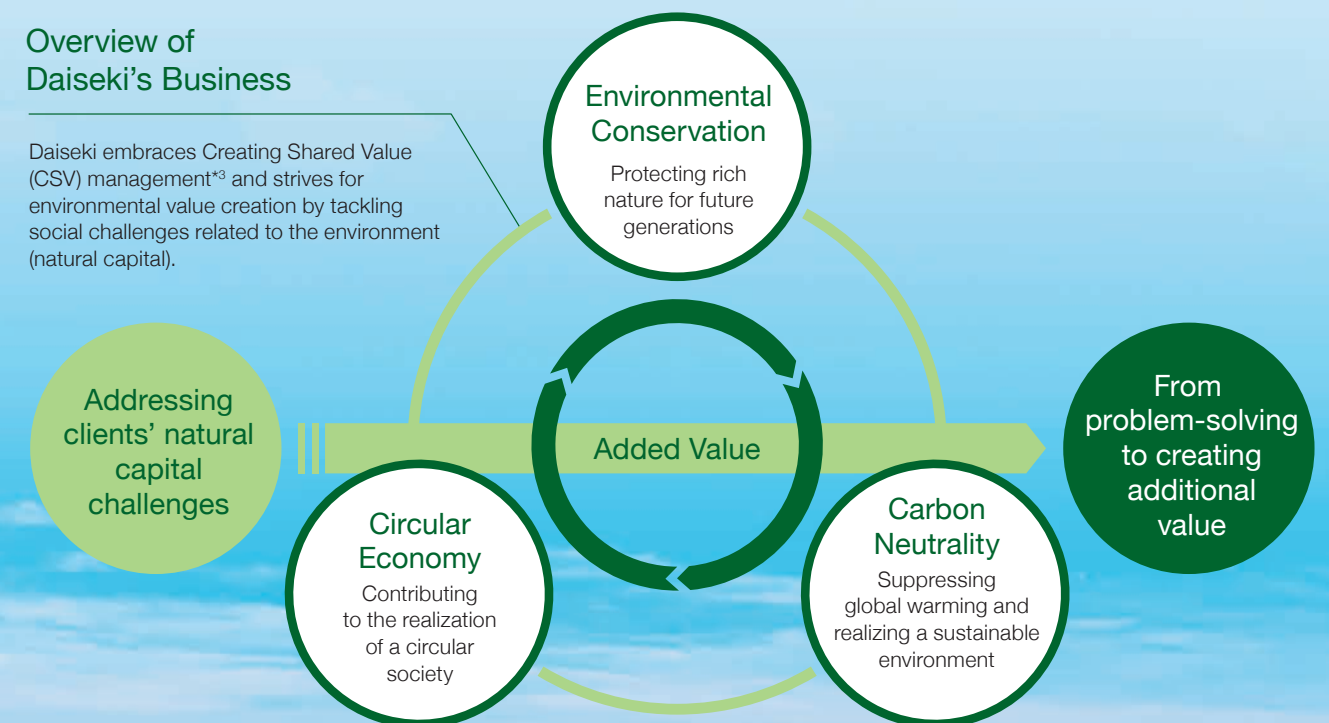 Overview of
Daiseki’s Business
Daiseki embraces Creating Shared Value
(CSV) management*3 and strives for
environmental value creation by tackling
social challenges related to the environment
(natural capital).
Environmental
Conservation
Protecting rich
nature for future
generations
Addressing
clients’ natural
capital
challenges
Added Value
From
problem-solving
to creating
additional
value
Circular
Economy
Contributing
to the realization
of a circular
society
Carbon
Neutrality
Suppressing
global warming and
realizing a sustainable
environment